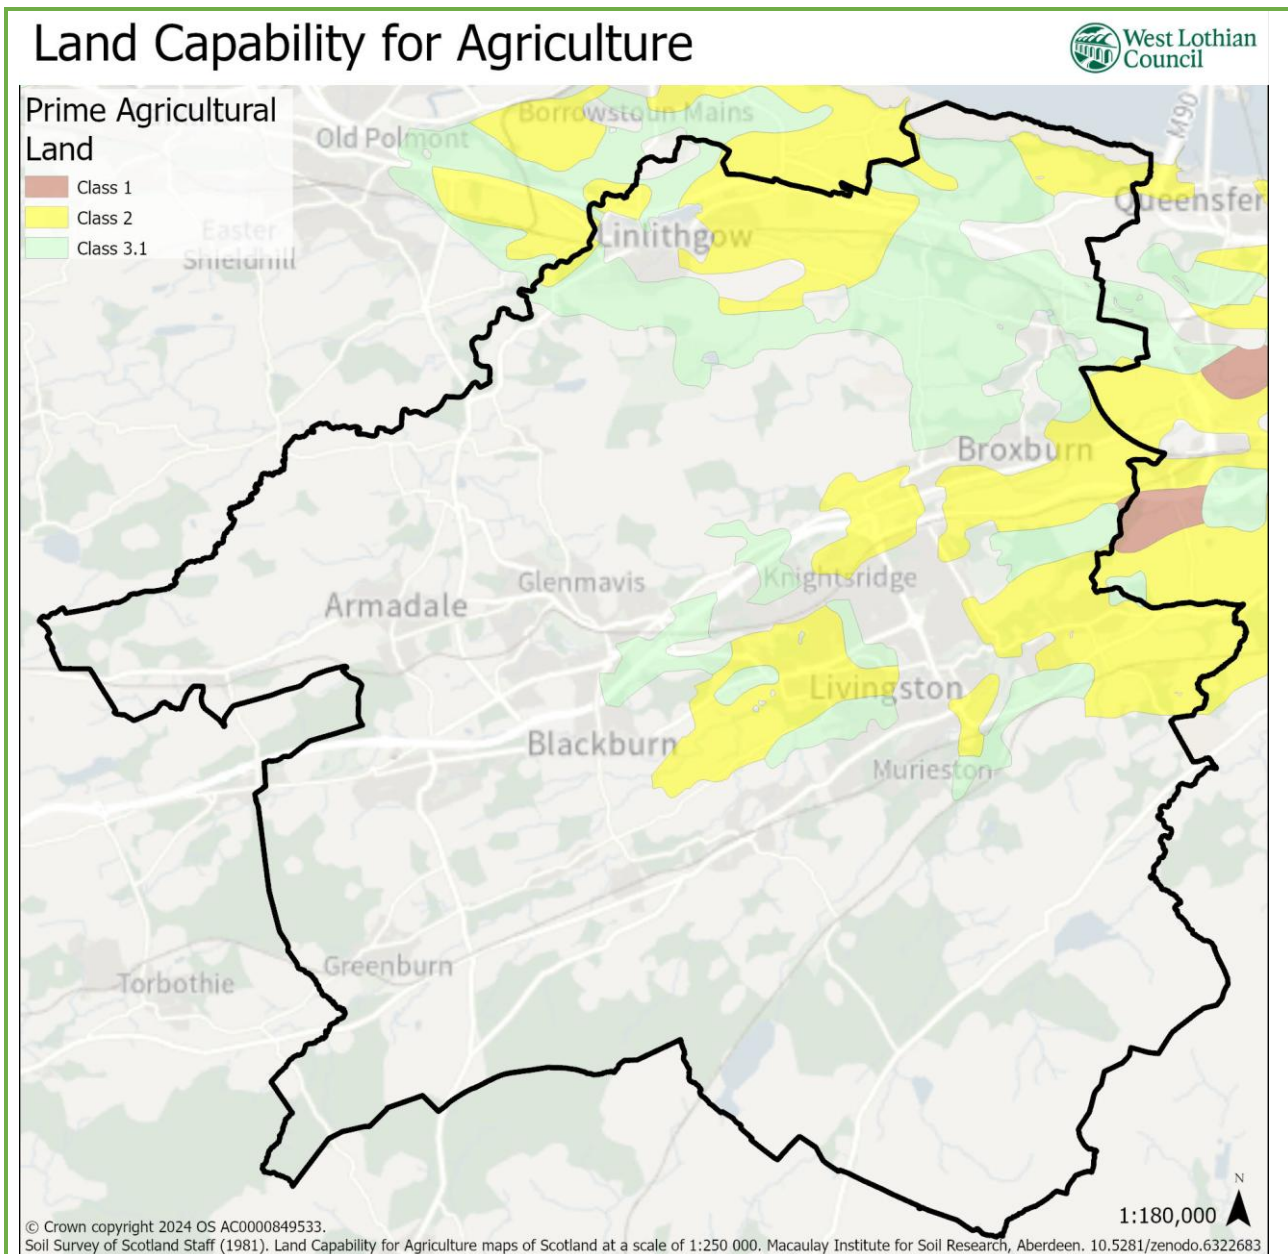 Land Capability for Agriculture
West Lothian
Council
Prime Agricultural
Land
Class 1
Class 2
Class 3.1
Borrowstoun Mains
M90
Old Polmont
Queensfer
Easter
Shieldhill
Linlithgow
Broxburn
Glenmavis
Knightsridge
Armadale
Livingston
Blackburn
Murieston
Greenburn
Torbothie
N
1:180,000
© Crown copyright 2024 OS AC0000849533.
Soil Survey of Scotland Staff (1981). Land Capability for Agriculture maps of Scotland at a scale of 1:250 000. Macaulay Institute for Soil Research, Aberdeen. 10.5281/zenodo.6322683